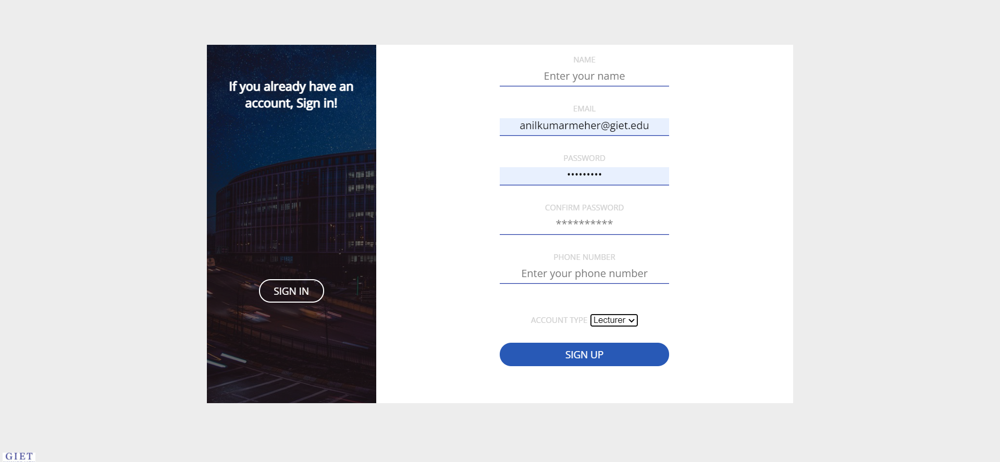 If you already have an
account, Sign in!
SIGN IN
NAME
Enter your name
EMAIL
anilkumarmeher@giet.edu
PASSWORD
•••••••••
CONFIRM PASSWORD
**********
PHONE NUMBER
Enter your phone number
ACCOUNT TYPE Lecturer
SIGN UP
GIET